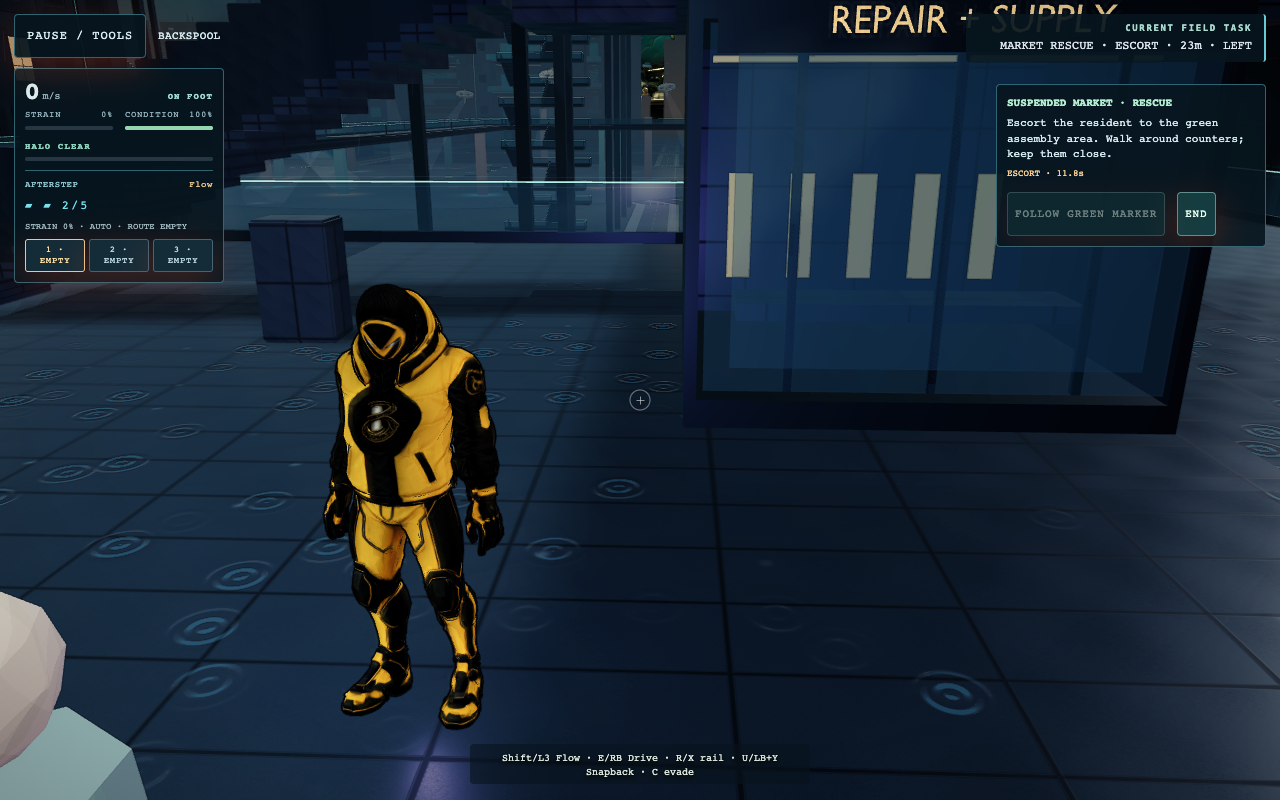 REPAIR + SUPPLY
PAUSE / TOOLS
BACKSPOOL
CURRENT FIELD TASK
MARKET RESCUE · ESCORT · 23m · LEFT
0 m/s
ON FOOT
STRAIN 0%
CONDITION 100%
HALO CLEAR
AFTERSTEP
Flow
2/5
STRAIN 0% · AUTO · ROUTE EMPTY
1 · EMPTY
2 · EMPTY
3 · EMPTY
SUSPENDED MARKET · RESCUE
Escort the resident to the green
assembly area. Walk around counters;
keep them close.
ESCORT · 11.8s
FOLLOW GREEN MARKER
END
Shift/L3 Flow · E/RB Drive · R/X rail · U/LB+Y
Snapback · C evade